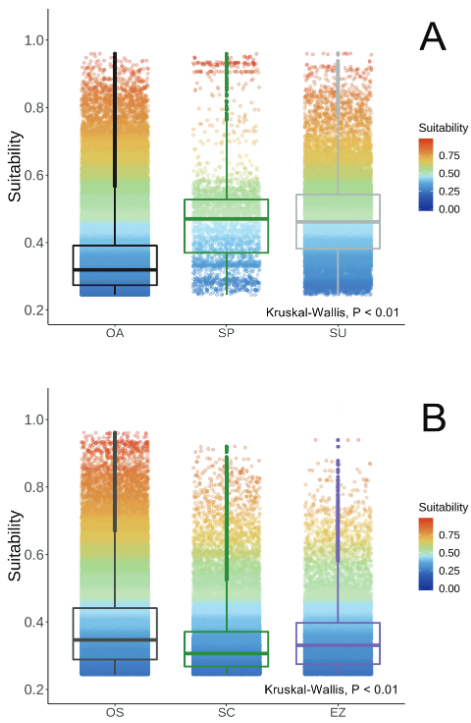 A
1.0
0.8
0.6
0.4
0.2
Suitability
Suitability
0.75
0.50
0.25
0.00
Kruskal-Wallis, P < 0.01
OA SP SU
B
1.0
0.8
0.6
0.4
0.2
Suitability
Suitability
0.75
0.50
0.25
0.00
Kruskal-Wallis, P < 0.01
OS SC EZ